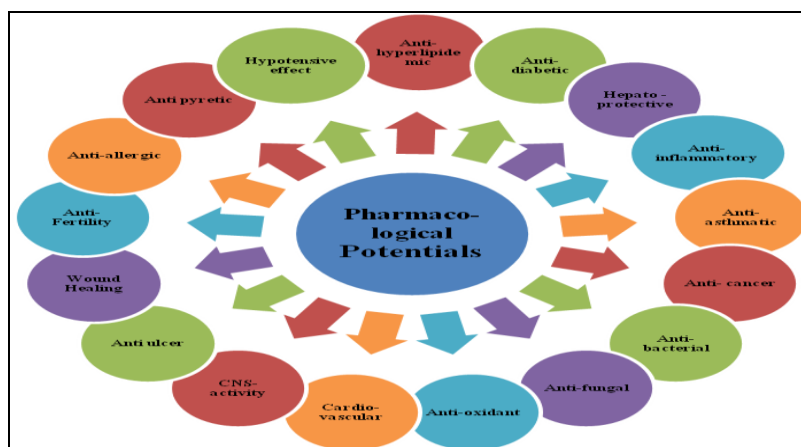 Pharmaco-
logical
Potentials
Anti-
hyperlipide
mic
Anti-
diabetic
Hepato -
protective
Anti-
inflammatory
Anti-
asthmatic
Anti- cancer
Anti-
bacterial
Anti-fungal
Anti-oxidant
Cardio-
vascular
CNS-
activity
Anti ulcer
Wound
Healing
Anti-
Fertility
Anti-allergic
Anti pyretic
Hypotensive
effect